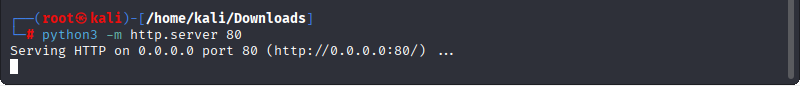 ┌──(root㉿kali)-[/home/kali/Downloads]
└─# python3 -m http.server 80
Serving HTTP on 0.0.0.0 port 80 (http://0.0.0.0:80/) ...